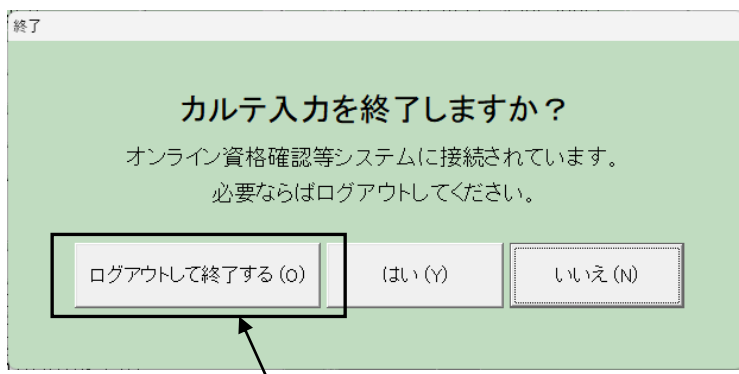 終了
カルテ入力を終了しますか？
オンライン資格確認等システムに接続されています。
必要ならばログアウトしてください。
ログアウトして終了する(O)
はい(Y)
いいえ(N)